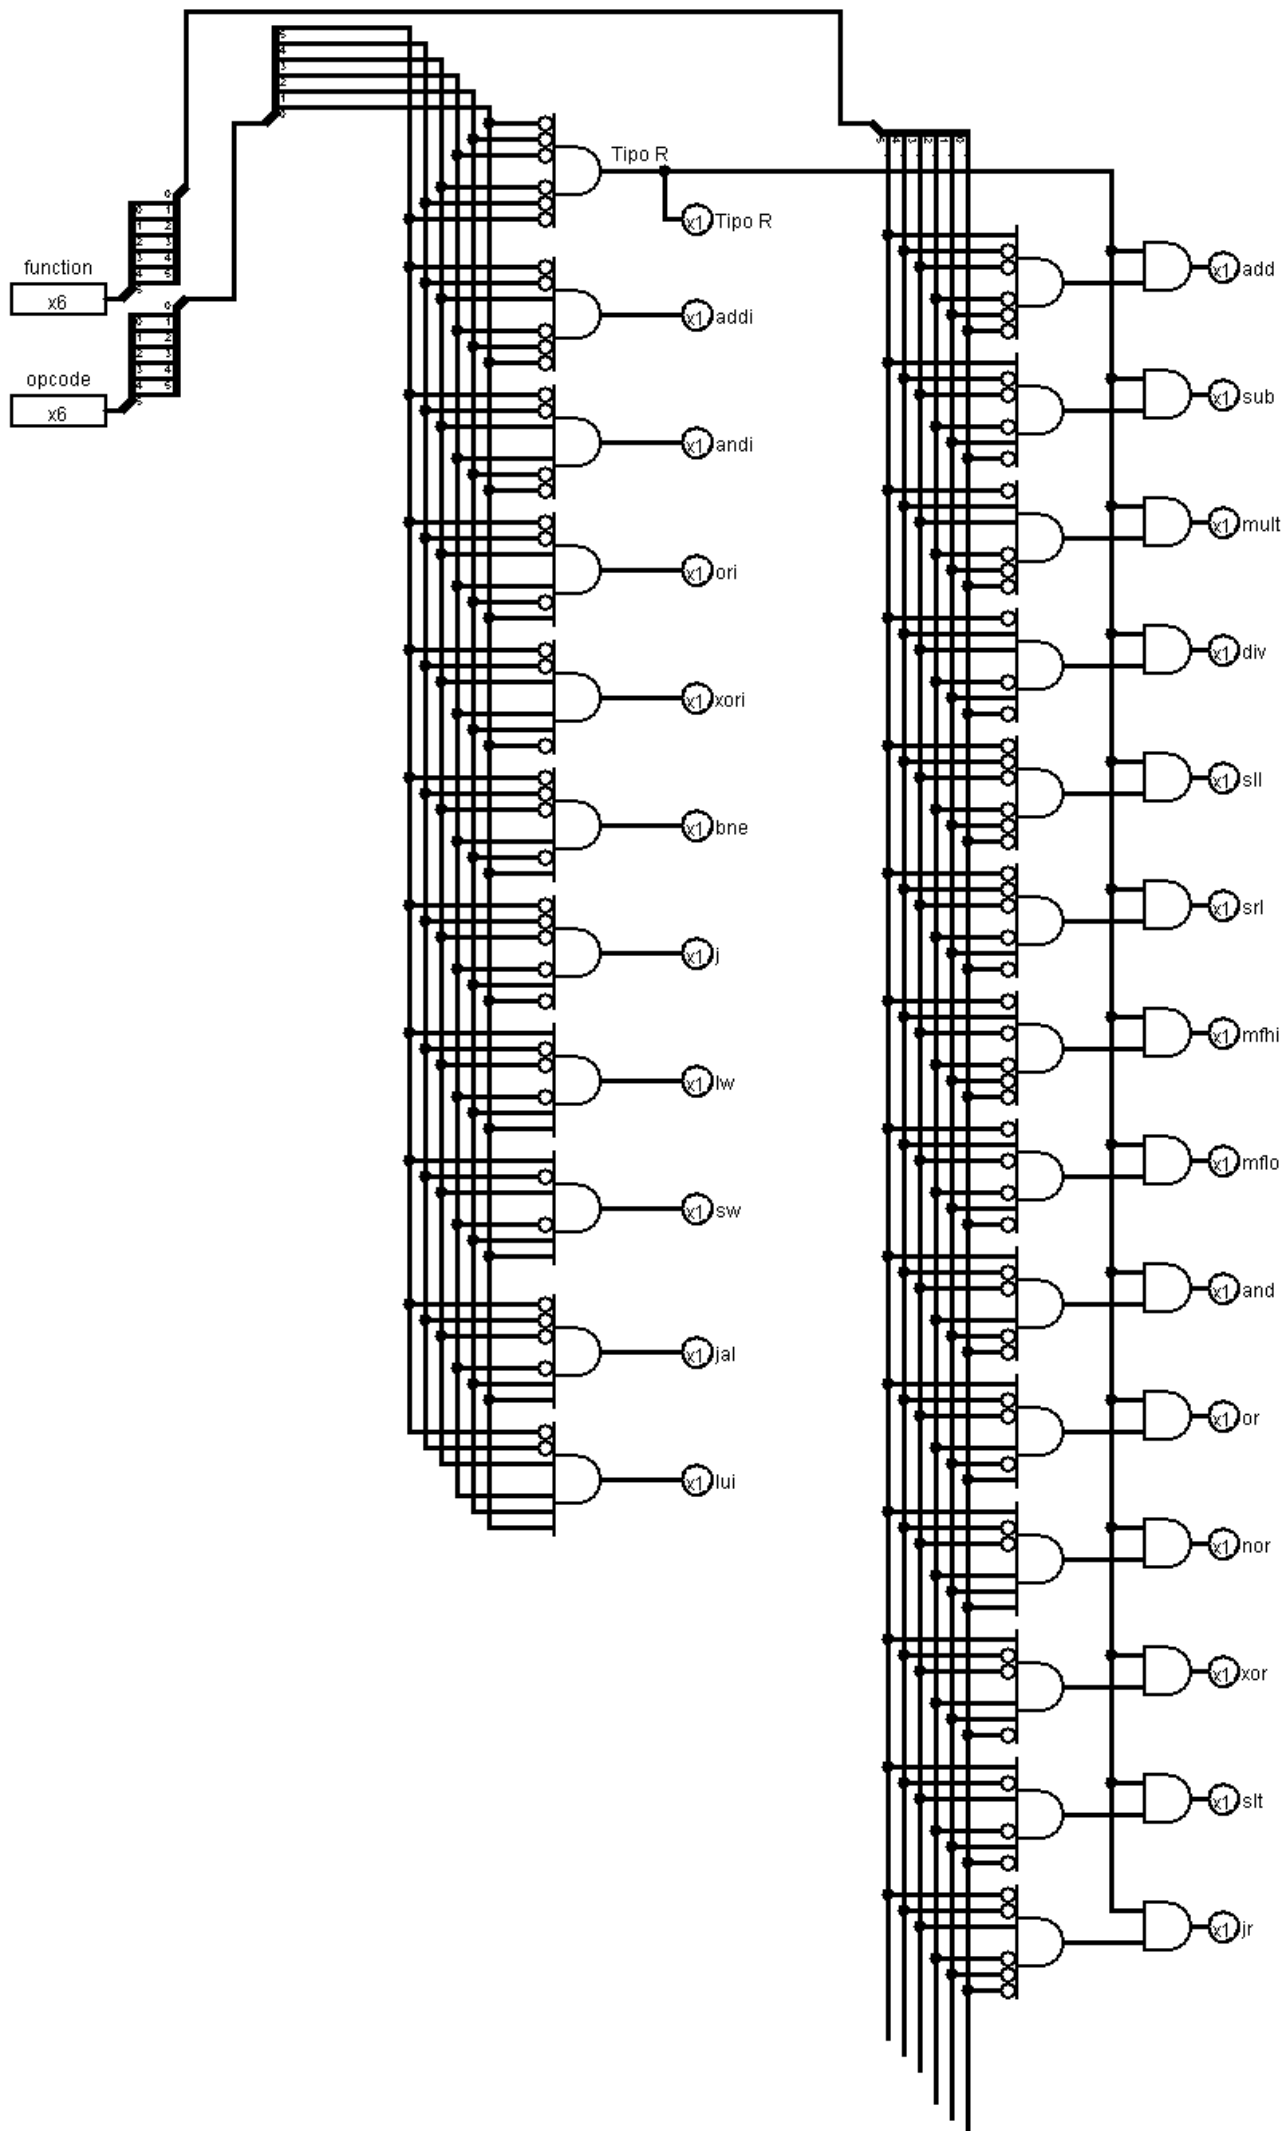 Tipo R
x1 Tipo R
function
x6
opcode
x6
x1 addi
x1 andi
x1 ori
x1 xori
x1 bne
x1 j
x1 lw
x1 sw
x1 jal
x1 lui
x1 add
x1 sub
x1 mult
x1 div
x1 sll
x1 srl
x1 mfhi
x1 mflo
x1 and
x1 or
x1 nor
x1 xor
x1 slt
x1 jr